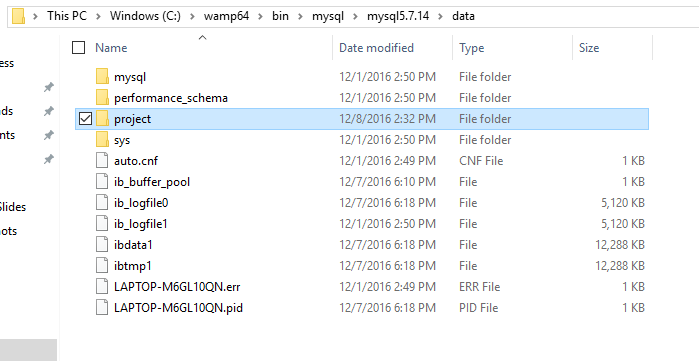 This PC > Windows (C:) > wamp64 > bin > mysql > mysql5.7.14 > data
Name Date modified Type Size
ess
mysql 12/1/2016 2:50 PM File folder
performance_schema 12/1/2016 2:50 PM File folder
ds project 12/8/2016 2:32 PM File folder
nts sys 12/1/2016 2:50 PM File folder
auto.cnf 12/1/2016 2:49 PM CNF File 1 KB
ib_buffer_pool 12/7/2016 6:10 PM File 1 KB
Slides ib_logfile0 12/7/2016 6:18 PM File 5,120 KB
ots ib_logfile1 12/1/2016 2:50 PM File 5,120 KB
ibdata1 12/7/2016 6:18 PM File 12,288 KB
ibtmp1 12/7/2016 6:18 PM File 12,288 KB
LAPTOP-M6GL10QN.err 12/1/2016 2:49 PM ERR File 1 KB
LAPTOP-M6GL10QN.pid 12/7/2016 6:18 PM PID File 1 KB